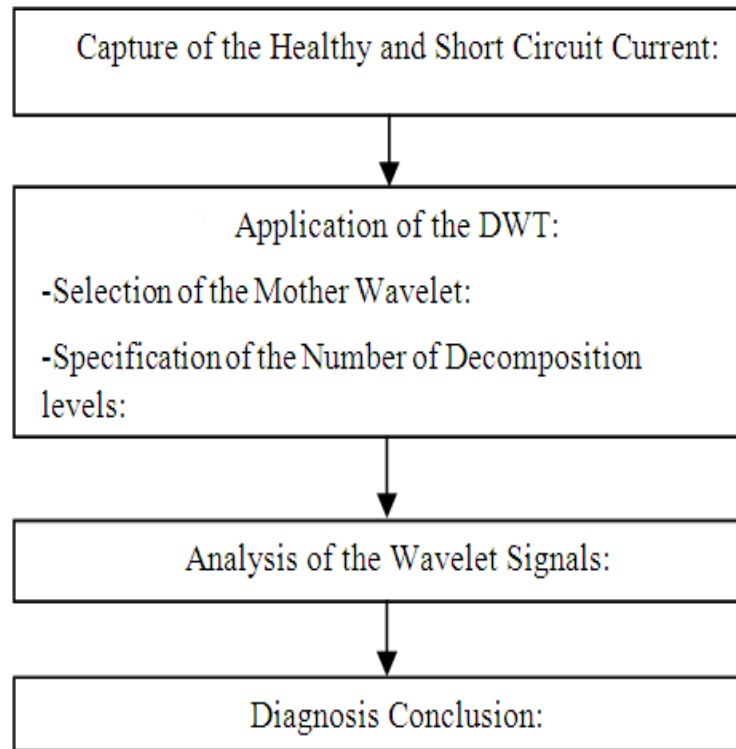 Capture of the Healthy and Short Circuit Current:
Application of the DWT:
-Selection of the Mother Wavelet:
-Specification of the Number of Decomposition
levels:
Analysis of the Wavelet Signals:
Diagnosis Conclusion: